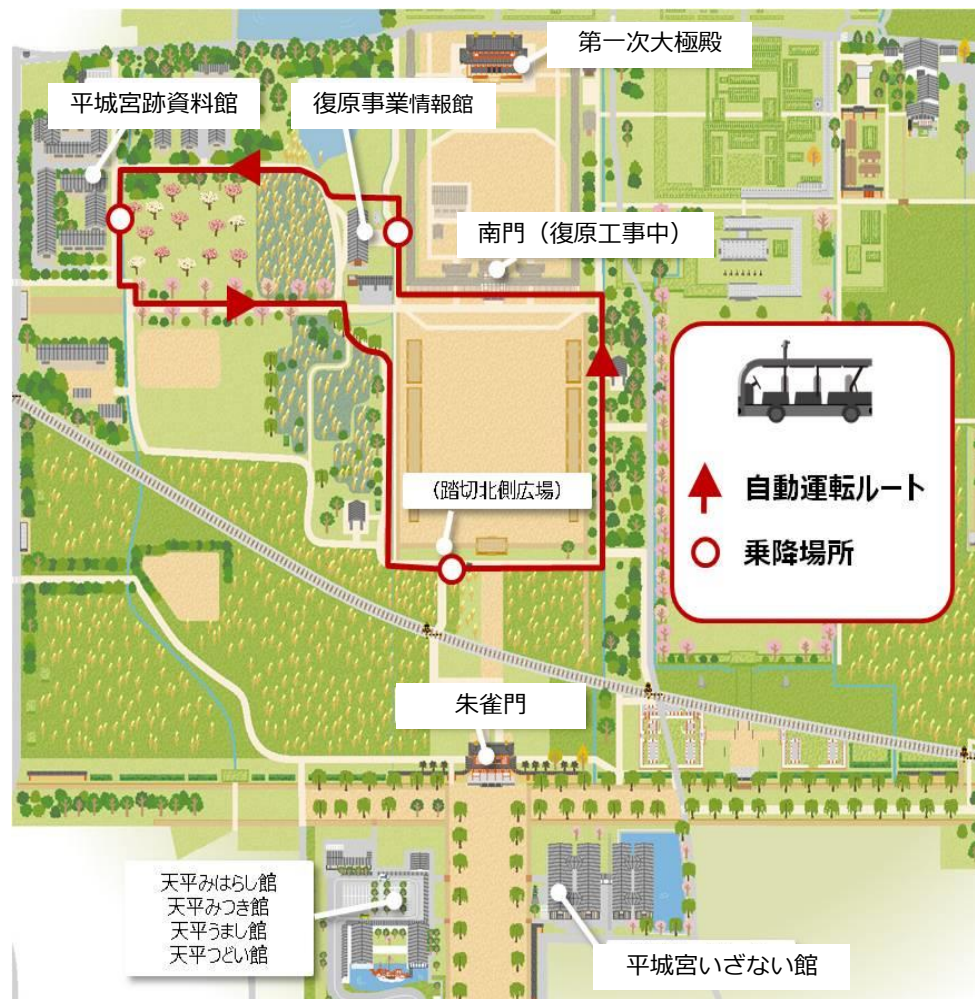 第一次大極殿
平城宮跡資料館
復原事業情報館
南門（復原工事中）
自動運転ルート
（踏切北側広場）
乗降場所
朱雀門
天平みはらし館
天平みつき館
天平うまし館
天平つどい館
平城宮いざない館